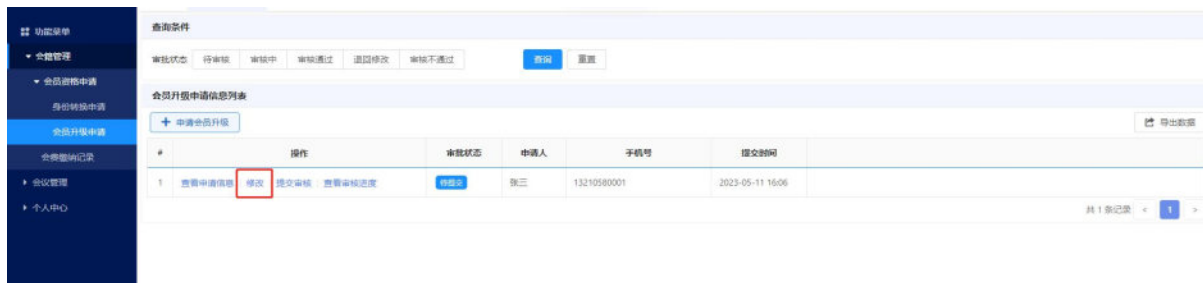 功能菜单
会籍管理
会员资格申请
身份转换申请
会员升级申请
会费缴纳记录
会议管理
个人中心
查询条件
审批状态 待审核 审核中 审核通过 退回修改 审核不通过 查询 重置
会员升级申请信息列表
+ 申请会员升级 导出数据
# 操作 审批状态 申请人 手机号 提交时间
1 查看申请信息 修改 提交审核 查看审核进度 待提交 张三 13210580001 2023-05-11 16:06
共 1 条记录 < 1 >